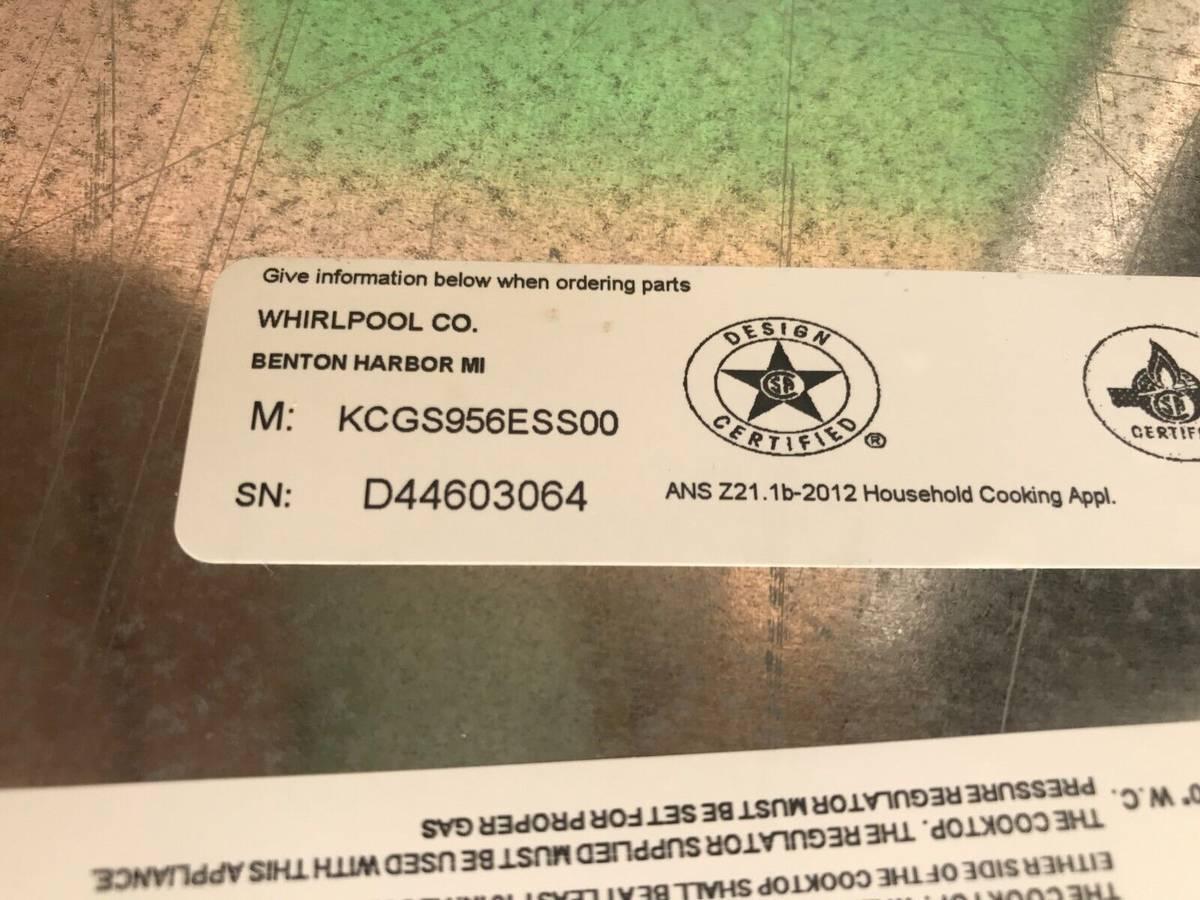 Give information below when ordering parts
WHIRLPOOL CO.
BENTON HARBOR MI
M: KCGS956ESS00
SN: D44603064
DESIGN
CERTIFIED
®
ANS Z21.1b-2012 Household Cooking Appl.
EITHER SIDE OF THE COOKTOP SHALL BE AT LEAST
THE COOKTOP. THE REGULATOR SUPPLIED MUST BE USED WITH THIS APPLIANCE.
PRESSURE REGULATOR MUST BE SET FOR PROPER GAS
W.C.